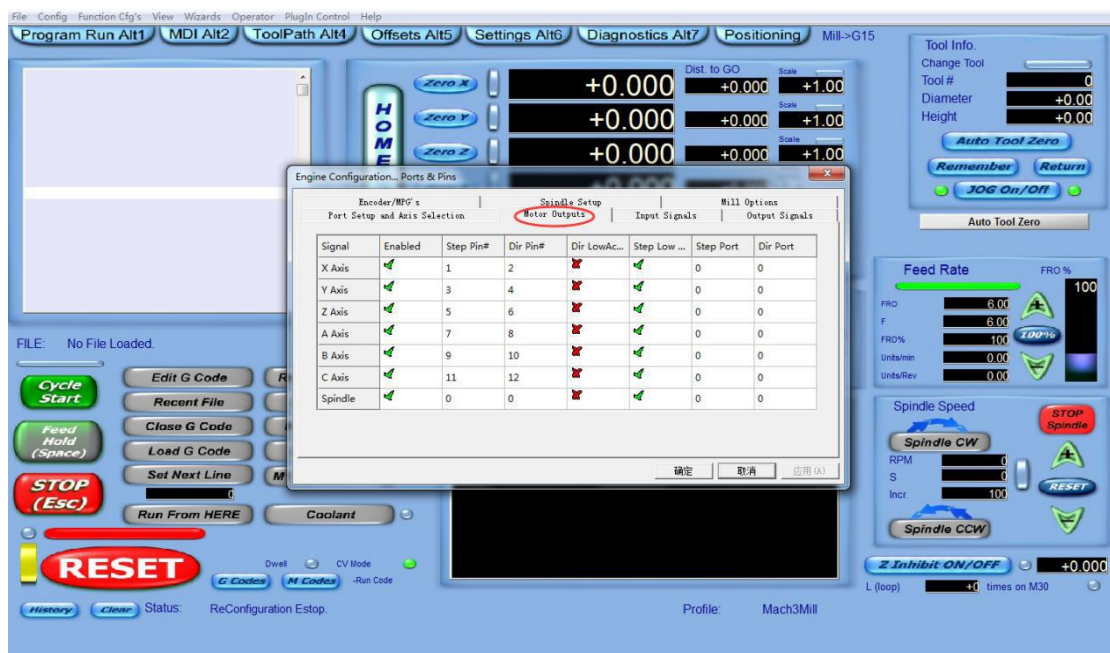 File Config Function Cfg's View Wizards Operator PlugIn Control Help
Program Run Alt1 MDI Alt2 ToolPath Alt4 Offsets Alt5 Settings Alt6 Diagnostics Alt7 Positioning Mill->G15
HOME
Zero X +0.000
Zero Y +0.000
Zero Z +0.000
Dist. to GO
+0.000
+0.000
+0.000
Scale
+1.00
Scale
+1.00
Scale
+1.00
Tool Info.
Change Tool
Tool # 0
Diameter +0.00
Height +0.00
Auto Tool Zero
Remember Return
JOG On/Off
Auto Tool Zero
Engine Configuration... Ports & Pins
Encoder/MPG's Spindle Setup Mill Options
Port Setup and Axis Selection Motor Outputs Input Signals Output Signals
Signal Enabled Step Pin# Dir Pin# Dir LowAc... Step Low ... Step Port Dir Port
X Axis 1 2 0 0
Y Axis 3 4 0 0
Z Axis 5 6 0 0
A Axis 7 8 0 0
B Axis 9 10 0 0
C Axis 11 12 0 0
Spindle 0 0 0 0
确定 取消 应用(A)
Feed Rate
FRO %
100
FRO 6.00
F 6.00
FRO% 100 100%
Units/min 0.00
Units/Rev 0.00
FILE: No File Loaded.
Cycle
Start
Feed
Hold
(Space)
STOP
(Esc)
Edit G Code R
Recent File
Close G Code
Load G Code
Set Next Line M
0
Run From HERE Coolant
Spindle Speed
STOP
Spindle
Spindle CW
RPM 0
S 0
Incr. 100
RESET
Spindle CCW
RESET
Dwell CV Mode
G Codes M Codes -Run Code
Z Inhibit ON/OFF +0.000
L (loop) +0 times on M30
History Clear Status: ReConfiguration Estop.
Profile: Mach3Mill